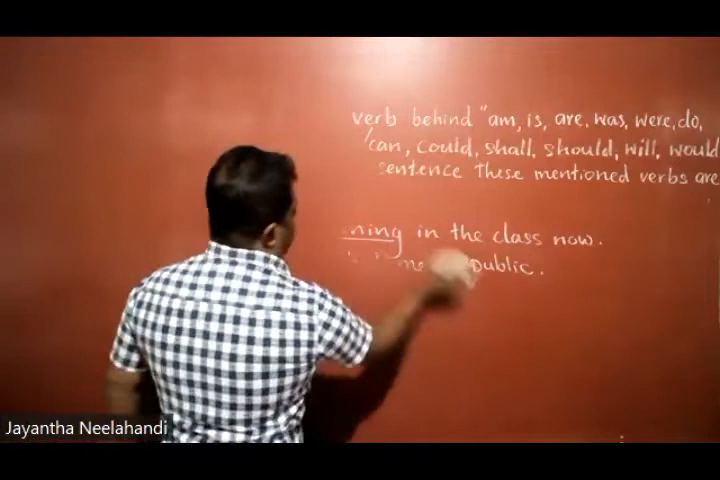 verb behind "am, is, are, was, were, do,
can, could, shall, should, will, would
sentence These mentioned verbs are
ning in the class now.
public.
Jayantha Neelahandi